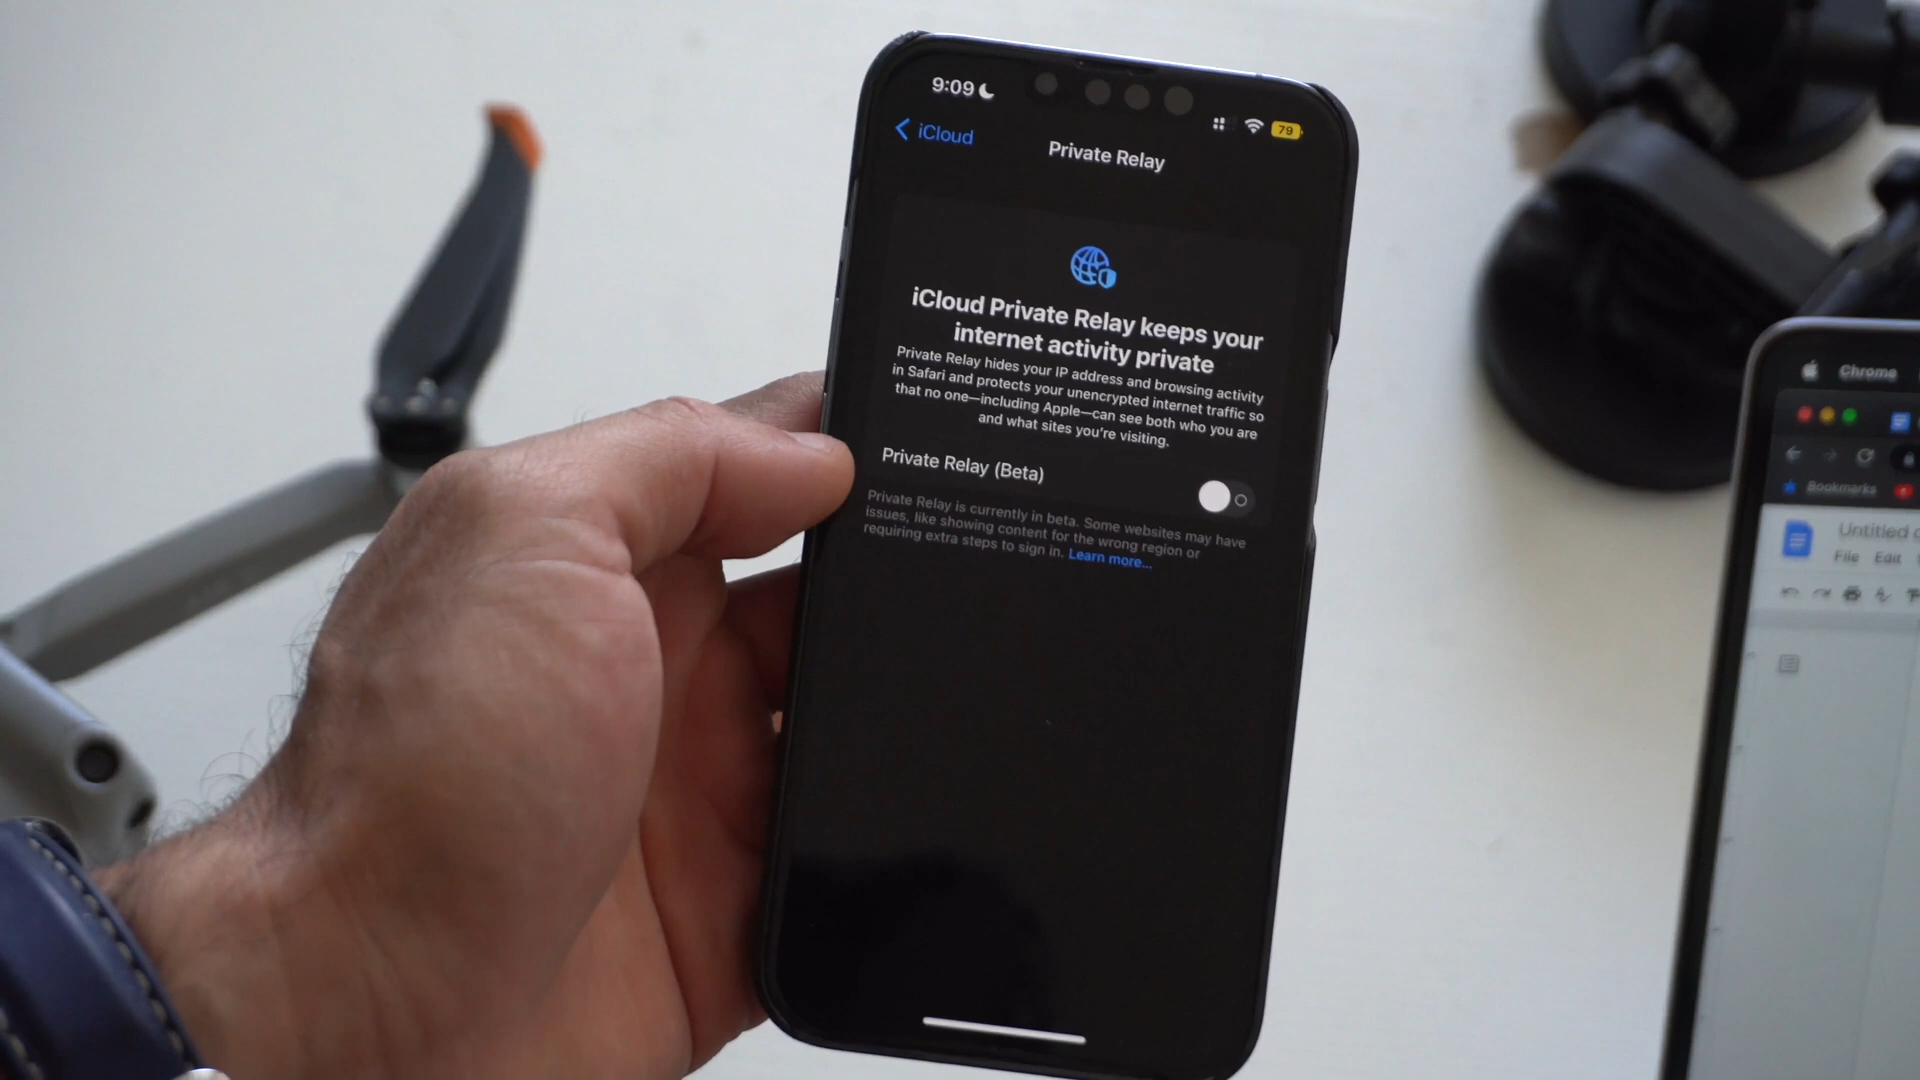 9:09
79
iCloud
Private Relay
iCloud Private Relay keeps your
internet activity private
Private Relay hides your IP address and browsing activity
in Safari and protects your unencrypted internet traffic so
that no one—including Apple—can see both who you are
and what sites you're visiting.
Private Relay (Beta)
Private Relay is currently in beta. Some websites may have
issues, like showing content for the wrong region or
requiring extra steps to sign in. Learn more...
Chrome
Bookmarks
Untitled
File Edit